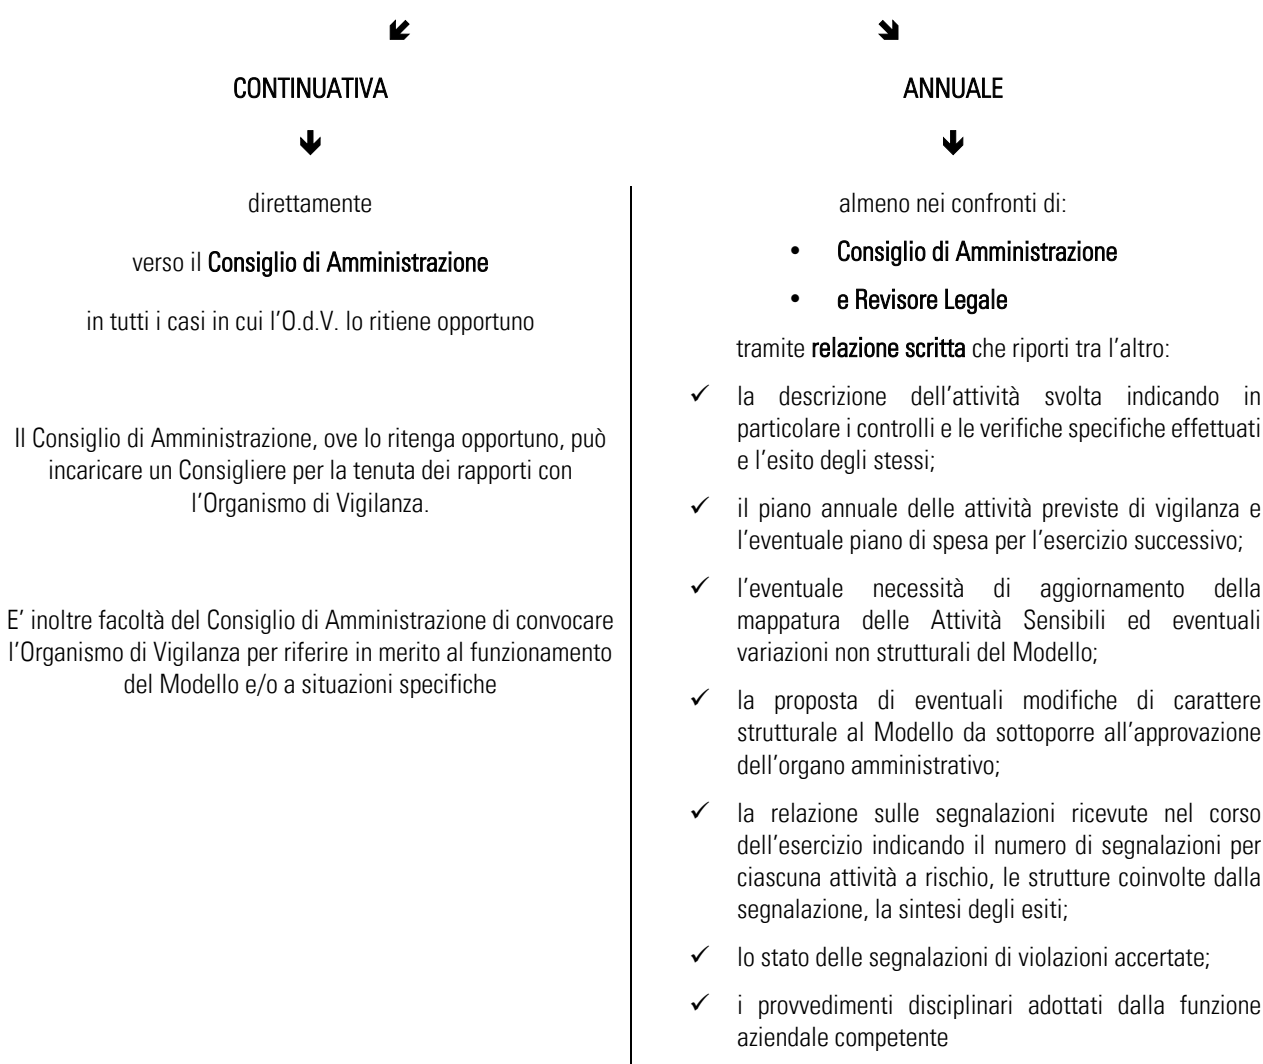 CONTINUATIVA
direttamente
verso il Consiglio di Amministrazione
in tutti i casi in cui l'O.d.V. lo ritiene opportuno
Il Consiglio di Amministrazione, ove lo ritenga opportuno, può
incaricare un Consigliere per la tenuta dei rapporti con
l'Organismo di Vigilanza.
E' inoltre facoltà del Consiglio di Amministrazione di convocare
l'Organismo di Vigilanza per riferire in merito al funzionamento
del Modello e/o a situazioni specifiche
ANNUALE
almeno nei confronti di:
• Consiglio di Amministrazione
• e Revisore Legale
tramite relazione scritta che riporti tra l'altro:
✓ la descrizione dell'attività svolta indicando in
particolare i controlli e le verifiche specifiche effettuati
e l'esito degli stessi;
✓ il piano annuale delle attività previste di vigilanza e
l'eventuale piano di spesa per l'esercizio successivo;
✓ l'eventuale necessità di aggiornamento della
mappatura delle Attività Sensibili ed eventuali
variazioni non strutturali del Modello;
✓ la proposta di eventuali modifiche di carattere
strutturale al Modello da sottoporre all'approvazione
dell'organo amministrativo;
✓ la relazione sulle segnalazioni ricevute nel corso
dell'esercizio indicando il numero di segnalazioni per
ciascuna attività a rischio, le strutture coinvolte dalla
segnalazione, la sintesi degli esiti;
✓ lo stato delle segnalazioni di violazioni accertate;
✓ i provvedimenti disciplinari adottati dalla funzione
aziendale competente